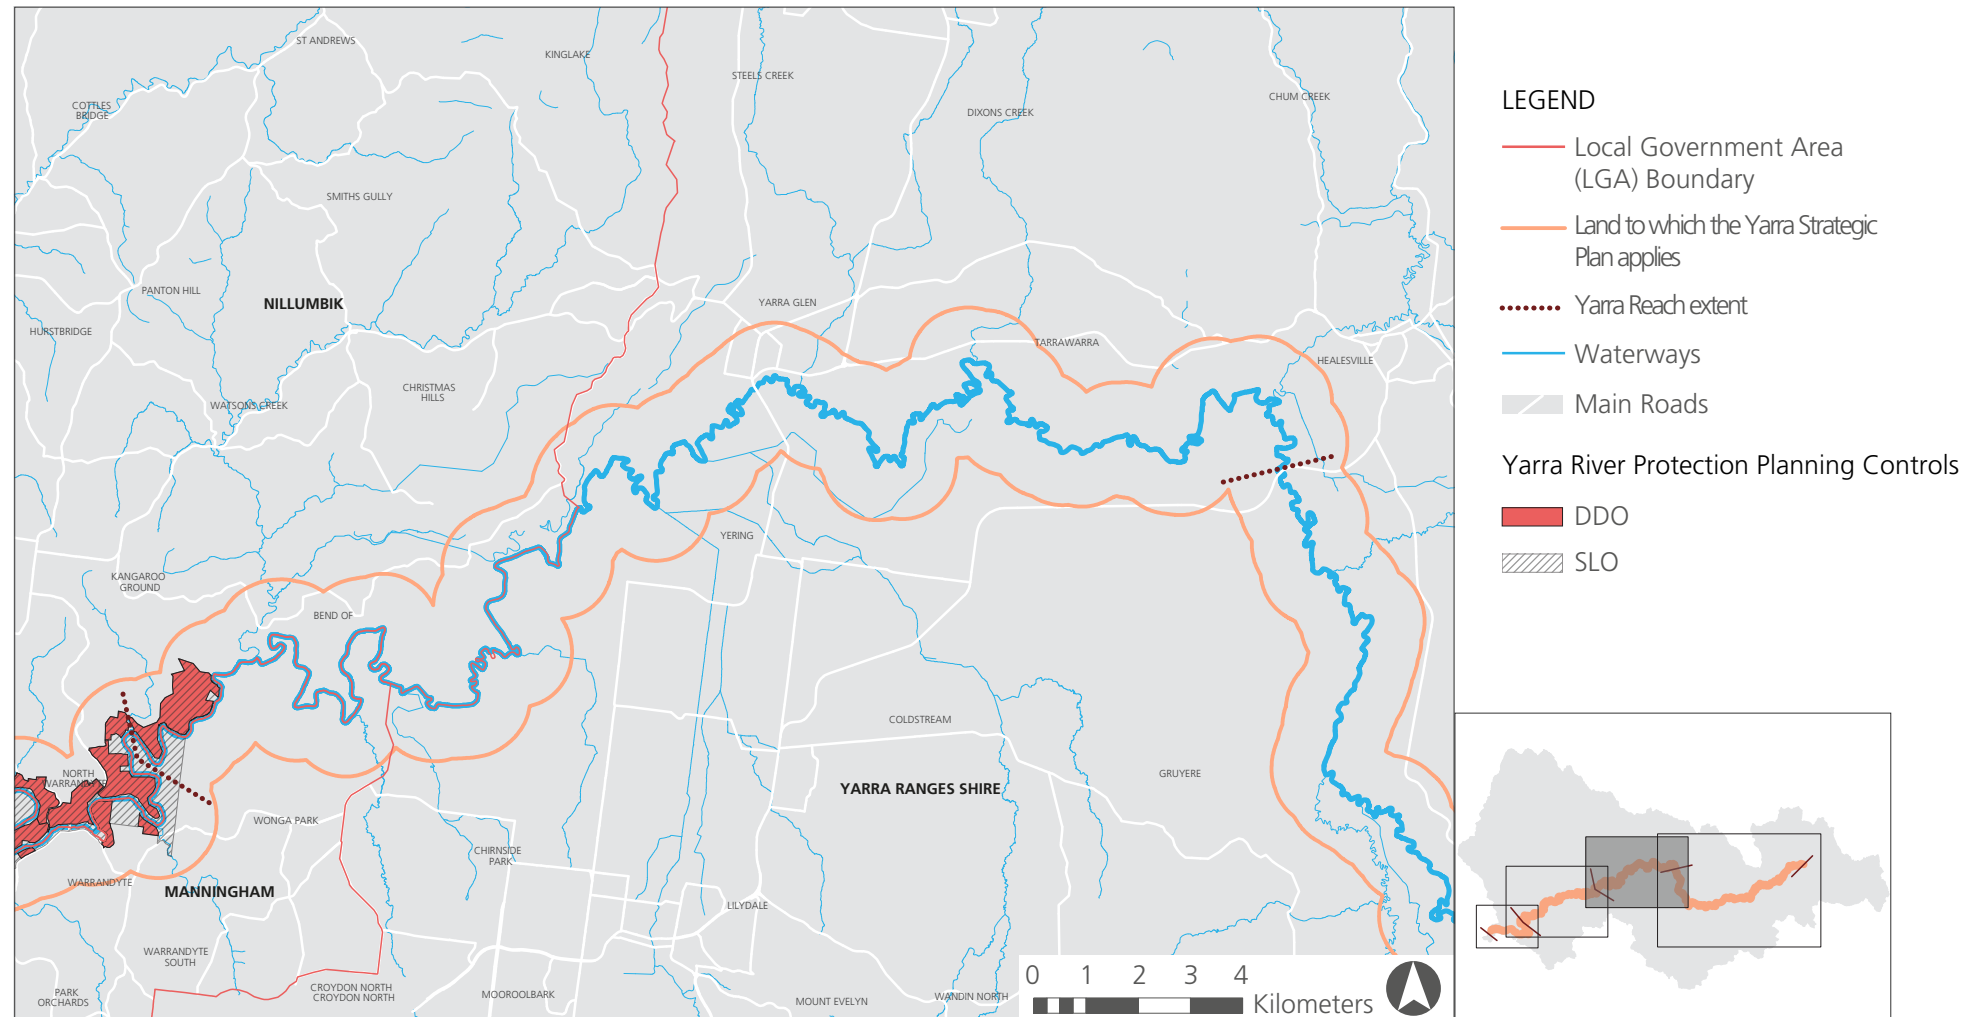 ST ANDREWS
KINGLAKE
STEELS CREEK
COTTLES
BRIDGE
DIXONS CREEK
CHUM CREEK
SMITHS GULLY
PANTON HILL
NILLUMBIK
YARRA GLEN
HURSTBRIDGE
TARRAWARRA
HEALESVILLE
CHRISTMAS
HILLS
WATSONS CREEK
YERING
KANGAROO
GROUND
BEND OF
COLDSTREAM
NORTH
WARRANDYTE
GRUYERE
YARRA RANGES SHIRE
WONGA PARK
CHIRNSIDE
PARK
WARRANDYTE
MANNINGHAM
LILYDALE
WARRANDYTE
SOUTH
CROYDON NORTH
CROYDON NORTH
PARK
ORCHARDS
MOOROOLBARK
MOUNT EVELYN
WANDIN NORTH
0 1 2 3 4
Kilometers
LEGEND
Local Government Area
(LGA) Boundary
Land to which the Yarra Strategic
Plan applies
Yarra Reach extent
Waterways
Main Roads
Yarra River Protection Planning Controls
DDO
SLO